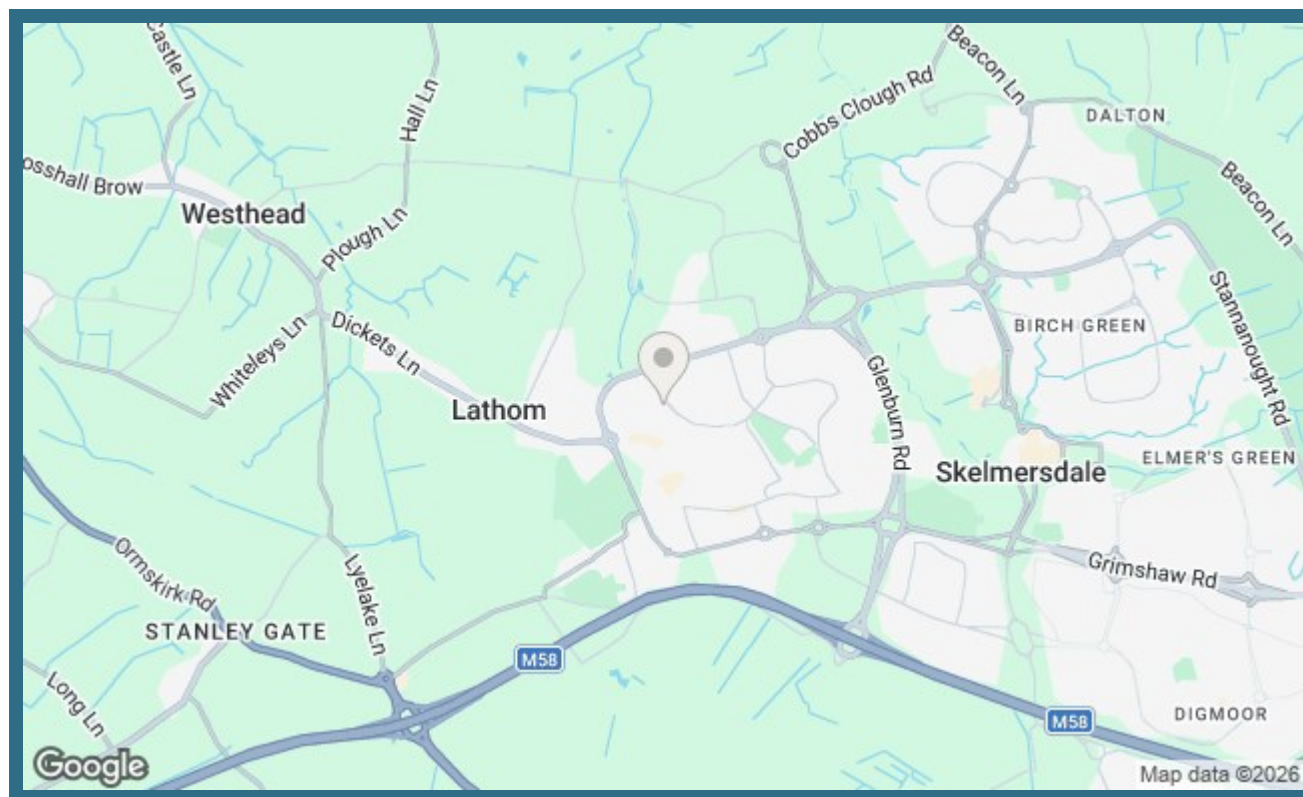 Castle Ln
Hall Ln
Cobbs Clough Rd
Beacon Ln
DALTON
osshall Brow
Westhead
Plough Ln
Beacon Ln
Whiteleys Ln
Dickets Ln
BIRCH GREEN
Stannanought Rd
Lathom
Glenburn Rd
Skelmersdale
ELMER'S GREEN
Ormskirk Rd
Lyelake Ln
Grimshaw Rd
STANLEY GATE
M58
Long Ln
M58
DIGMOOR
Google
Map data ©2026